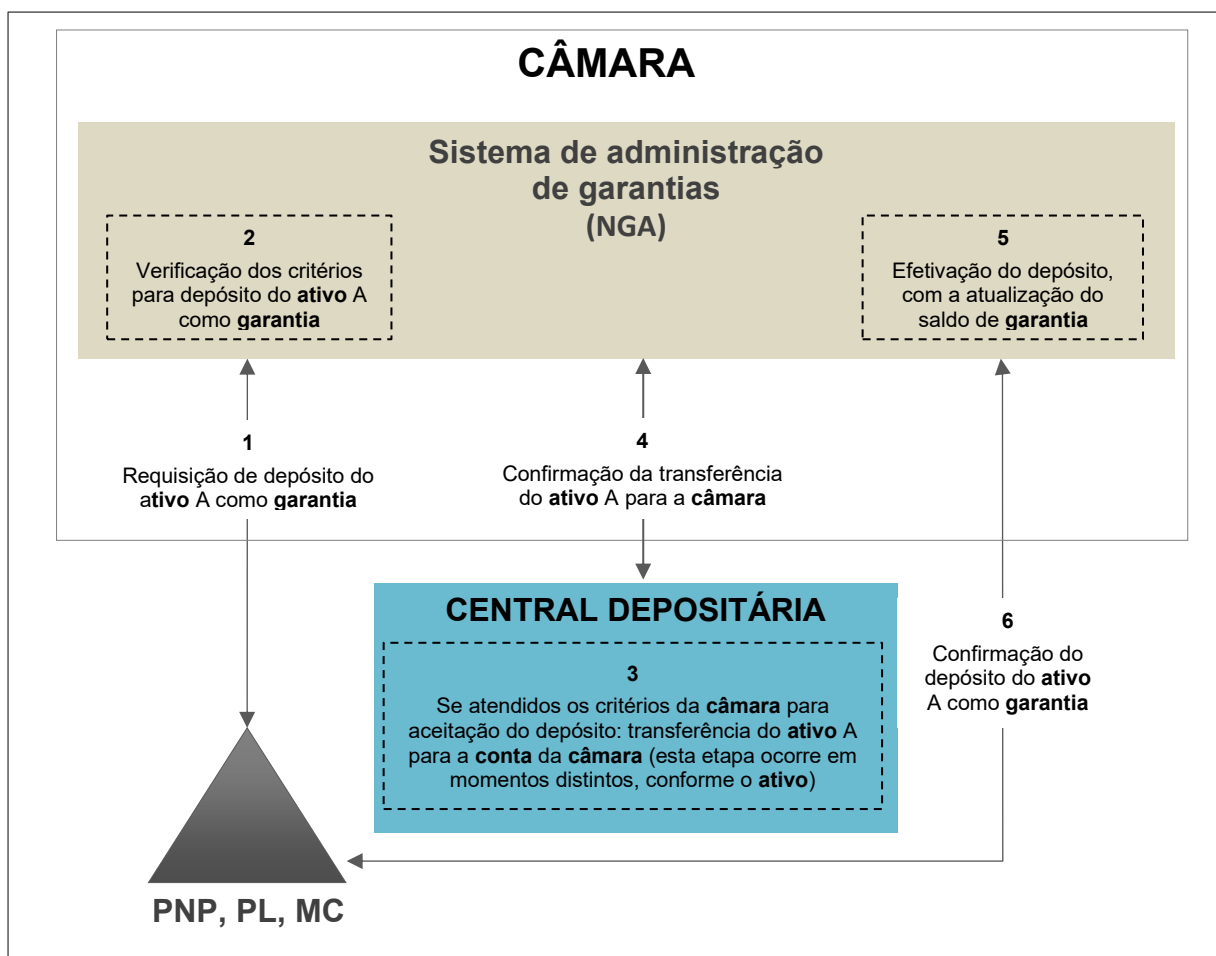 CÂMARA
Sistema de administração
de garantias
(NGA)
2
Verificação dos critérios
para depósito do ativo A
como garantia
5
Efetivação do depósito,
com a atualização do
saldo de garantia
1
Requisição de depósito do
ativo A como garantia
4
Confirmação da transferência
do ativo A para a câmara
CENTRAL DEPOSITÁRIA
3
Se atendidos os critérios da câmara para
aceitação do depósito: transferência do ativo A
para a conta da câmara (esta etapa ocorre em
momentos distintos, conforme o ativo)
6
Confirmação do
depósito do ativo
A como garantia
PNP, PL, MC